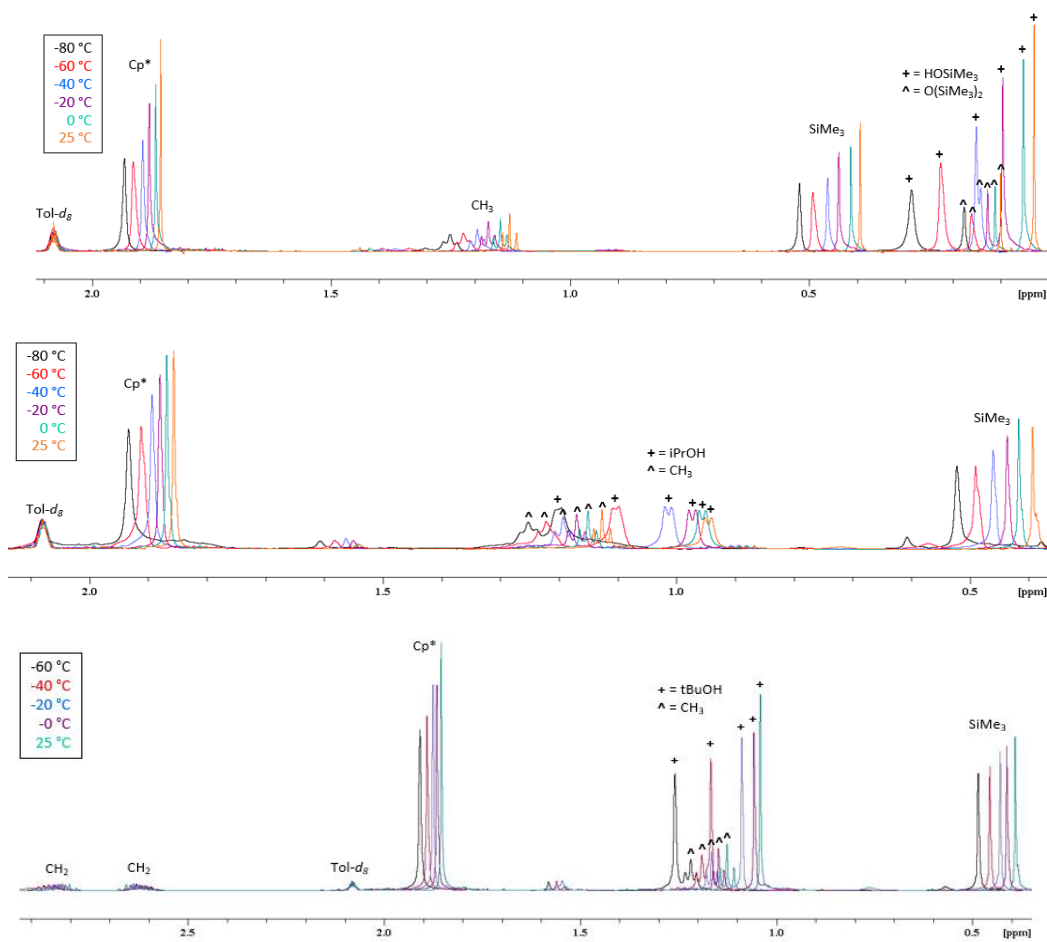 -80 °C
-60 °C
-40 °C
-20 °C
0 °C
25 °C
Cp*
Tol-d₈
CH₃
SiMe₃
+ = HOSiMe₃
^ = O(SiMe₃)₂
+ + + + + +
^ ^ ^ ^ ^ ^
2.0 1.5 1.0 0.5 [ppm]
-80 °C
-60 °C
-40 °C
-20 °C
0 °C
25 °C
Cp*
Tol-d₈
+ = iPrOH
^ = CH₃
SiMe₃
^ ^ + ^ ^ ^ ^ + + + + +
2.0 1.5 1.0 0.5 [ppm]
-60 °C
-40 °C
-20 °C
-0 °C
25 °C
Cp*
CH₂
CH₂
Tol-d₈
+ = tBuOH
^ = CH₃
SiMe₃
+ + + + +
^ ^ ^ ^ ^
2.5 2.0 1.5 1.0 0.5 [ppm]